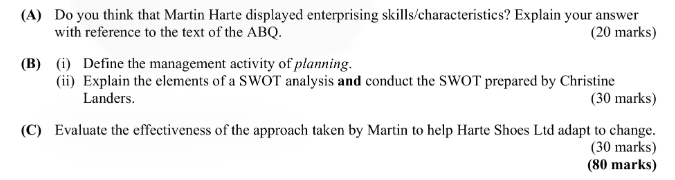 (A) Do you think that Martin Harte displayed enterprising skills/characteristics? Explain your answer
with reference to the text of the ABQ. (20 marks)
(B) (i) Define the management activity of planning.
(ii) Explain the elements of a SWOT analysis and conduct the SWOT prepared by Christine
Landers. (30 marks)
(C) Evaluate the effectiveness of the approach taken by Martin to help Harte Shoes Ltd adapt to change.
(30 marks)
(80 marks)